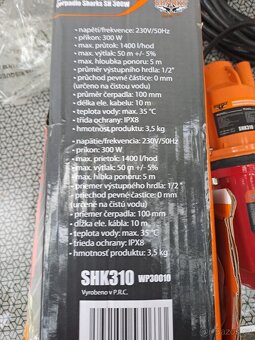 čerpadlo Sharks SH 300W
- napětí/frekvence: 230V/50Hz
- příkon: 300 W
- max. průtok: 1400 l/hod
- max. výtlak: 50 m +/- 5%
- max. hloubka ponoru: 5 m
- průměr výstupního hrdla: 1/2"
- průchod pevné částice: 0 mm
(určeno na čistou vodu)
- průměr čerpadla: 100 mm
- délka ele. kabelu: 10 m
- teplota vody: max. 35 °C
- třída ochrany: IPX8
- hmotnost produktu: 3,5 kg
- napätie/frekvencia: 230V/50Hz
- príkon: 300 W
- max. prietok: 1400 l/hod
- max. výtlak: 50 m +/- 5%
- max. hĺbka ponoru: 5 m
- priemer výstupného hrdla: 1/2"
- priechod pevné častice: 0 mm
(určené na čistú vodu)
- priemer čerpadla: 100 mm
- dĺžka ele. kábla: 10 m
- teplota vody: max. 35 °C
- trieda ochrany: IPX8
- hmotnosť produktu: 3,5 kg
SHK310 WP30010
Vyrobeno v P.R.C.
SHK310